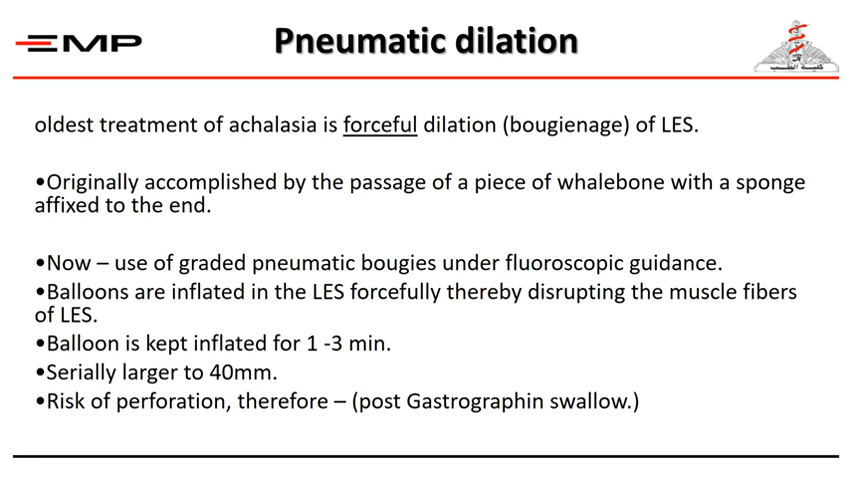 EMP
Pneumatic dilation
كلية الطب
oldest treatment of achalasia is forceful dilation (bougienage) of LES.
•Originally accomplished by the passage of a piece of whalebone with a sponge
affixed to the end.
•Now – use of graded pneumatic bougies under fluoroscopic guidance.
•Balloons are inflated in the LES forcefully thereby disrupting the muscle fibers
of LES.
•Balloon is kept inflated for 1 -3 min.
•Serially larger to 40mm.
•Risk of perforation, therefore – (post Gastrographin swallow.)